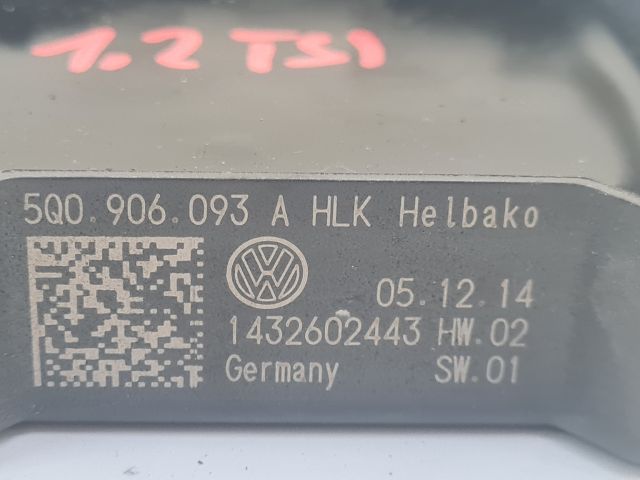 1.2 TSI
5Q0.906.093 A HLK Helbako
05.12.14
1432602443 HW.02
Germany SW.01